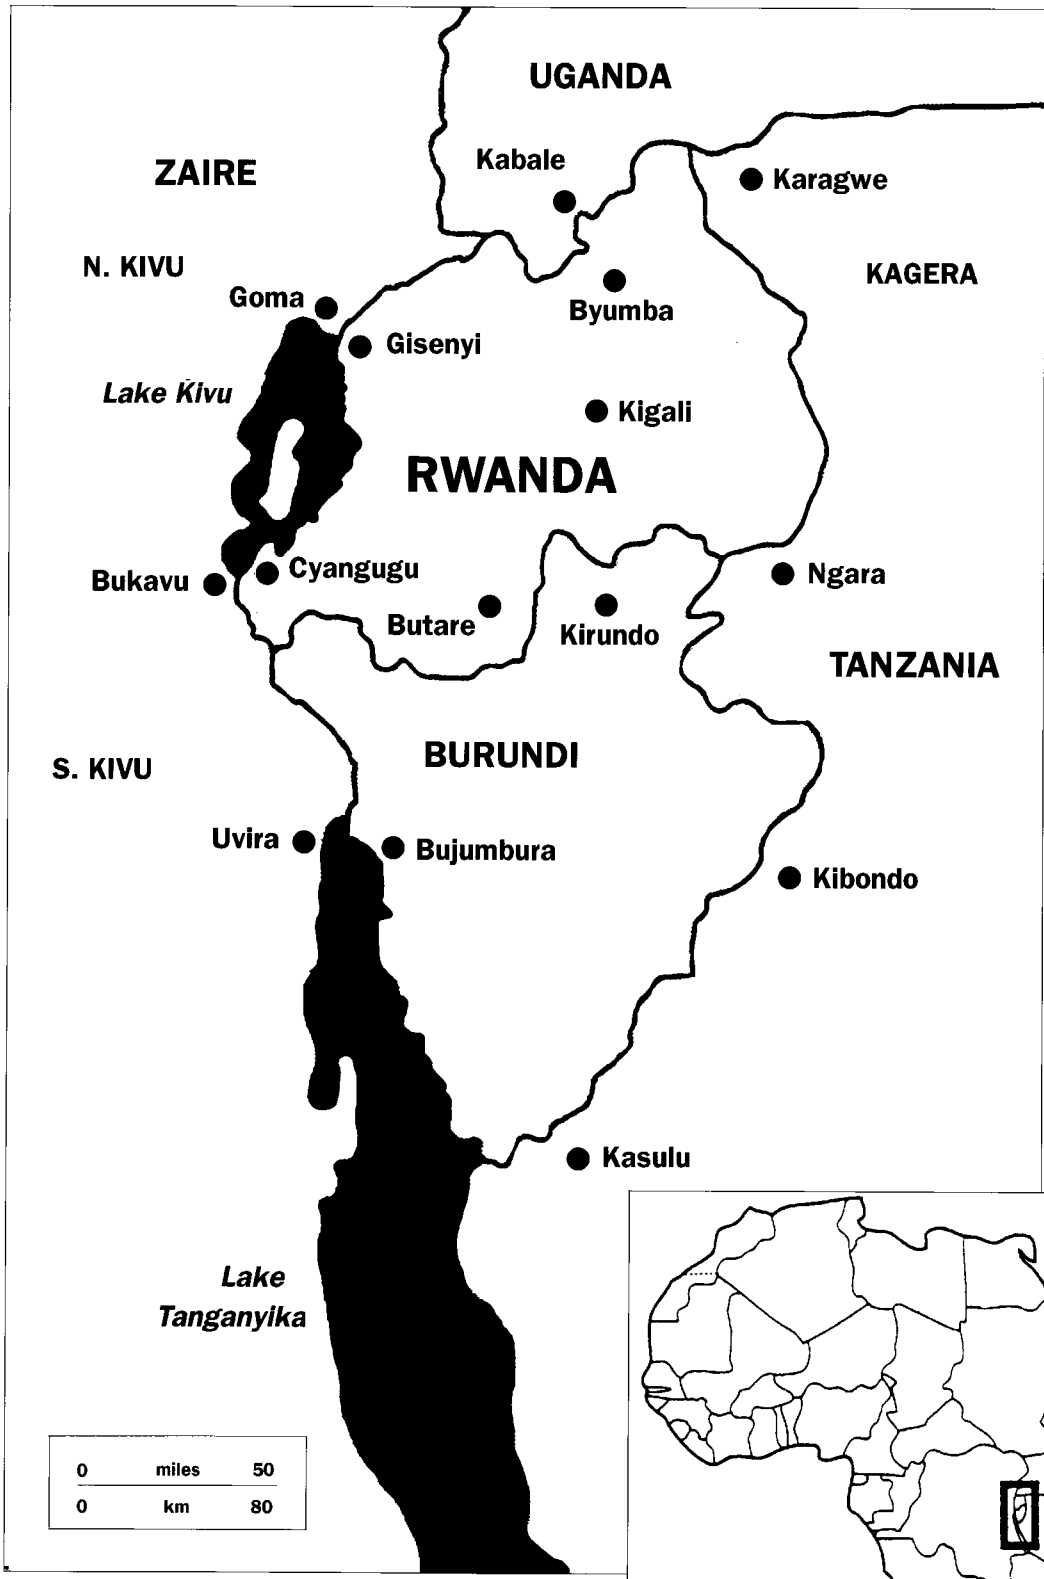 UGANDA
Kabale
ZAIRE
Karagwe
N. KIVU
KAGERA
Goma
Byumba
Gisenyi
Lake Kivu
Kigali
RWANDA
Cyangugu
Bukavu
Ngara
Butare
Kirundo
TANZANIA
BURUNDI
S. KIVU
Uvira
Bujumbura
Kibondo
Kasulu
Lake
Tanganyika
0 miles 50
0 km 80